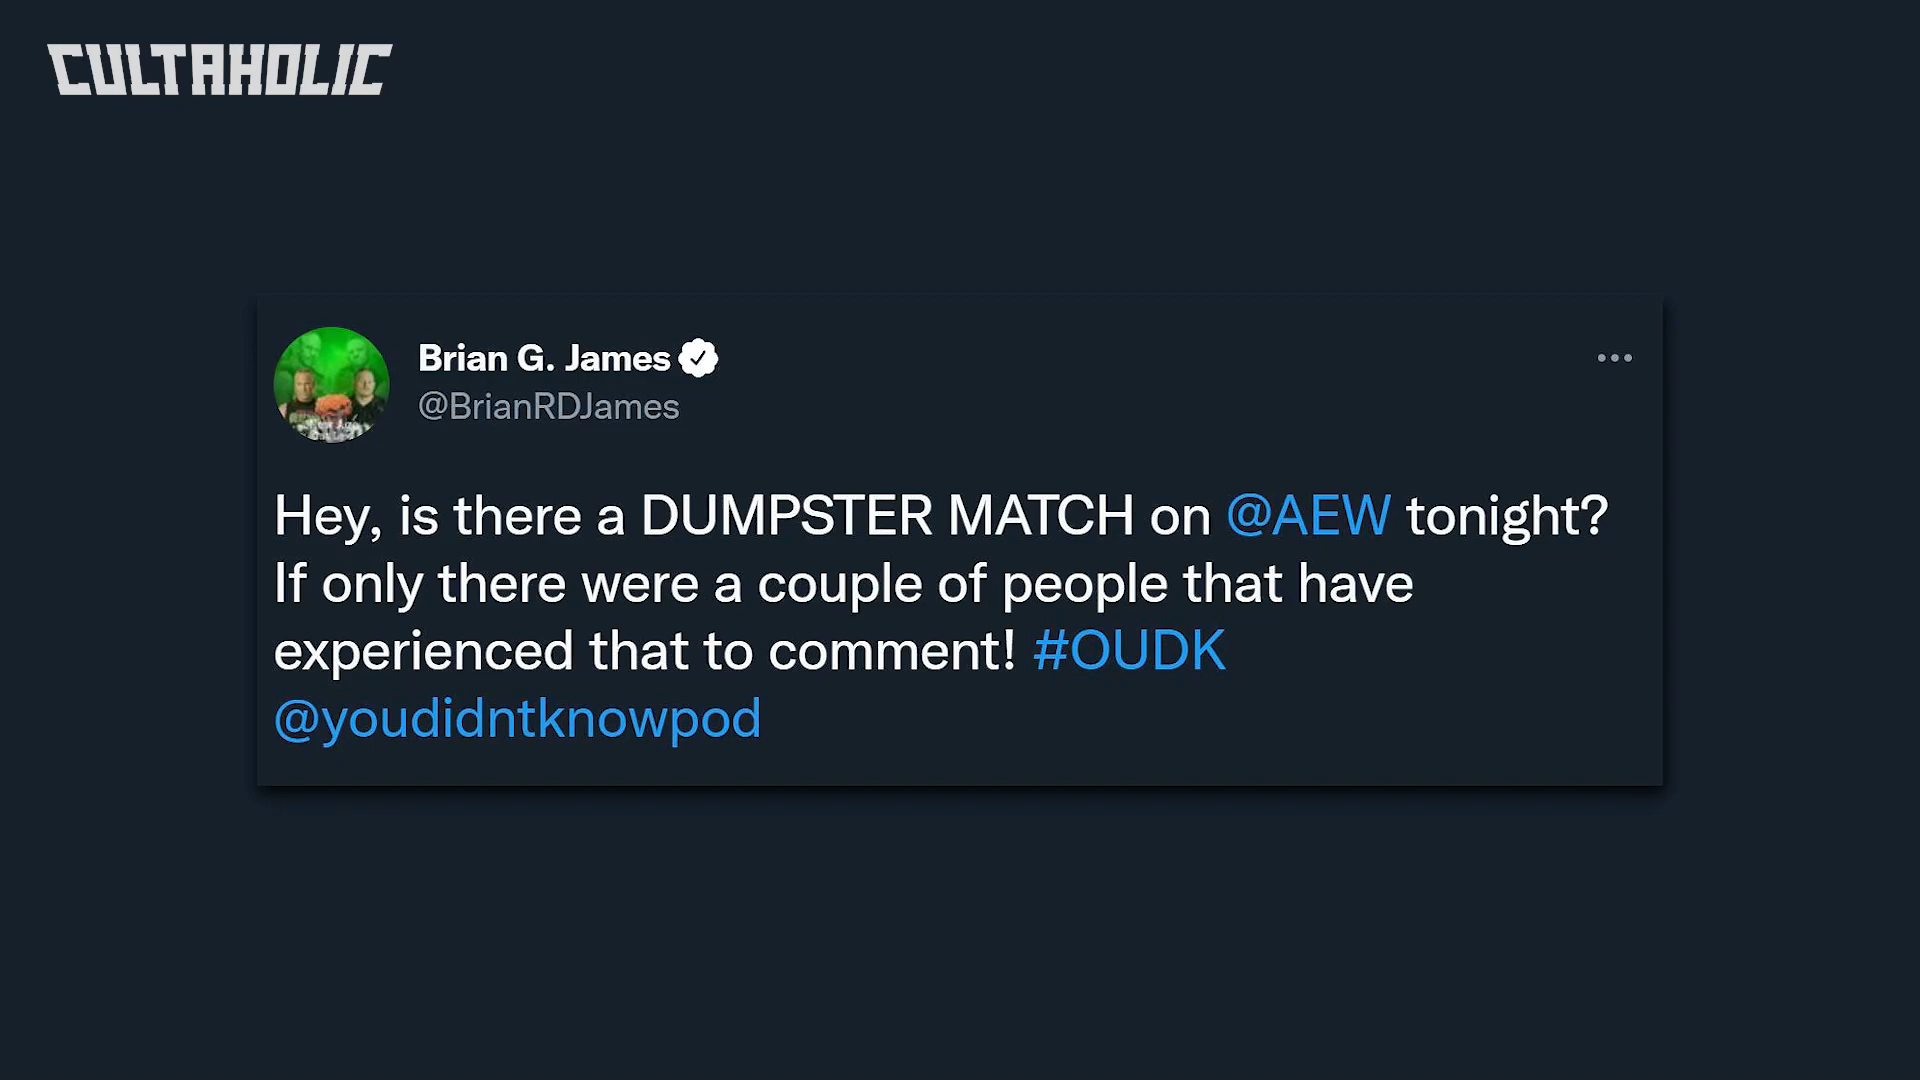 CULTAHOLIC
Brian G. James
@BrianRDJames
Hey, is there a DUMPSTER MATCH on @AEW tonight?
If only there were a couple of people that have
experienced that to comment! #OUDK
@youdidntknowpod